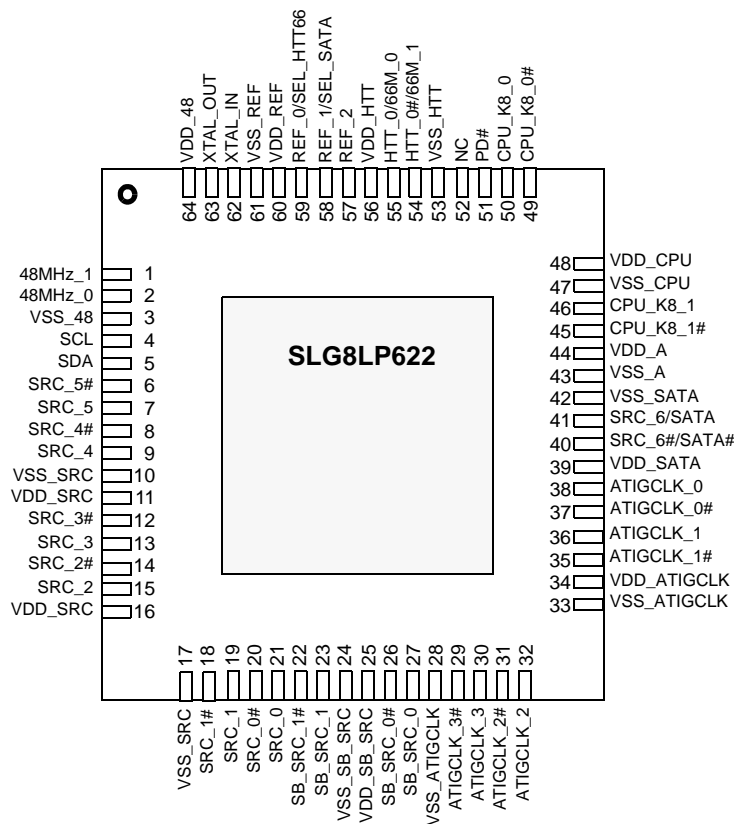 VDD_48
XTAL_OUT
XTAL_IN
VSS_REF
VDD_REF
REF_0/SEL_HTT66
REF_1/SEL_SATA
REF_2
VDD_HTT
HTT_0/66M_0
HTT_0#/66M_1
VSS_HTT
NC
PD#
CPU_K8_0
CPU_K8_0#
64
63
62
61
60
59
58
57
56
55
54
53
52
51
50
49
48MHz_1 1
48MHz_0 2
VSS_48 3
SCL 4
SDA 5
SRC_5# 6
SRC_5 7
SRC_4# 8
SRC_4 9
VSS_SRC 10
VDD_SRC 11
SRC_3# 12
SRC_3 13
SRC_2# 14
SRC_2 15
VDD_SRC 16
SLG8LP622
48 VDD_CPU
47 VSS_CPU
46 CPU_K8_1
45 CPU_K8_1#
44 VDD_A
43 VSS_A
42 VSS_SATA
41 SRC_6/SATA
40 SRC_6#/SATA#
39 VDD_SATA
38 ATIGCLK_0
37 ATIGCLK_0#
36 ATIGCLK_1
35 ATIGCLK_1#
34 VDD_ATIGCLK
33 VSS_ATIGCLK
17
18
19
20
21
22
23
24
25
26
27
28
29
30
31
32
VSS_SRC
SRC_1#
SRC_1
SRC_0#
SRC_0
SB_SRC_1#
SB_SRC_1
VSS_SB_SRC
VDD_SB_SRC
SB_SRC_0#
SB_SRC_0
VSS_ATIGCLK
ATIGCLK_3#
ATIGCLK_3
ATIGCLK_2#
ATIGCLK_2